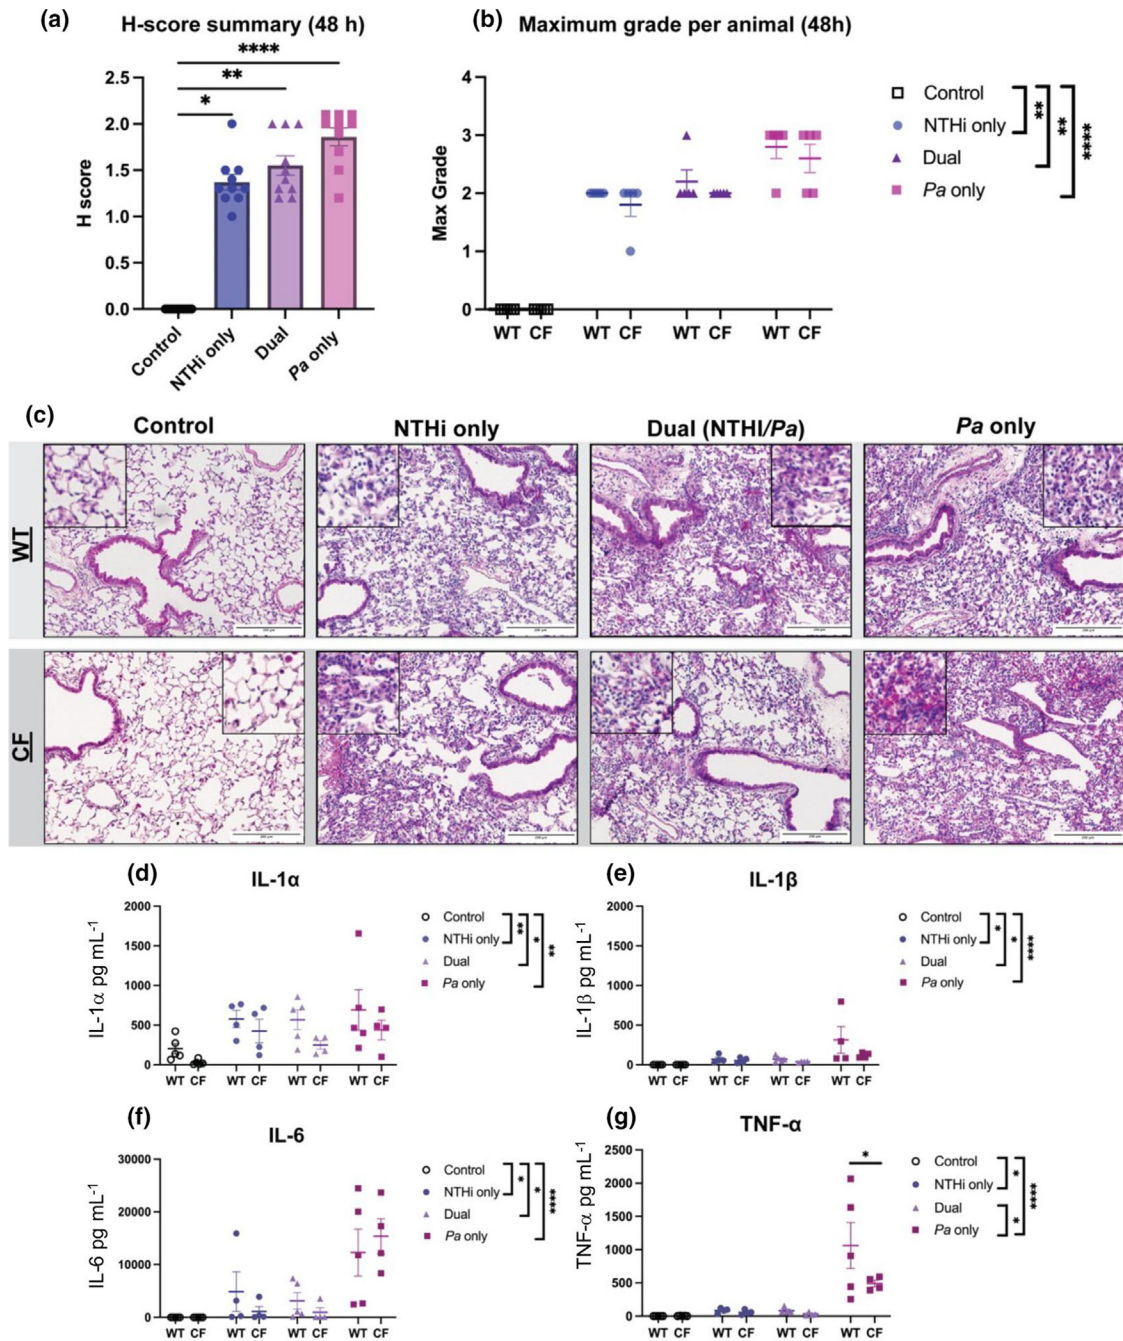 (a) H-score summary (48 h)
****
**
*
H score
2.5
2.0
1.5
1.0
0.5
0.0
Control
NTHi only
Dual
Pa only
(b) Maximum grade per animal (48h)
Max Grade
4
3
2
1
0
WT CF WT CF WT CF WT CF
Control
NTHi only
Dual
Pa only
** ** ****
(c)
Control NTHi only Dual (NTHI/Pa) Pa only
WT
CF
(d) IL-1α
IL-1α pg mL-1
2000
1500
1000
500
0
WT CF WT CF WT CF WT CF
Control
NTHi only
Dual
Pa only
** * **
(e) IL-1β
IL-1β pg mL-1
2000
1500
1000
500
0
WT CF WT CF WT CF WT CF
Control
NTHi only
Dual
Pa only
* * ****
(f) IL-6
IL-6 pg mL-1
30000
20000
10000
0
WT CF WT CF WT CF WT CF
Control
NTHi only
Dual
Pa only
* * ****
(g) TNF-α
TNF-α pg mL-1
2500
2000
1500
1000
500
0
*
WT CF WT CF WT CF WT CF
Control
NTHi only
Dual
Pa only
* * ****